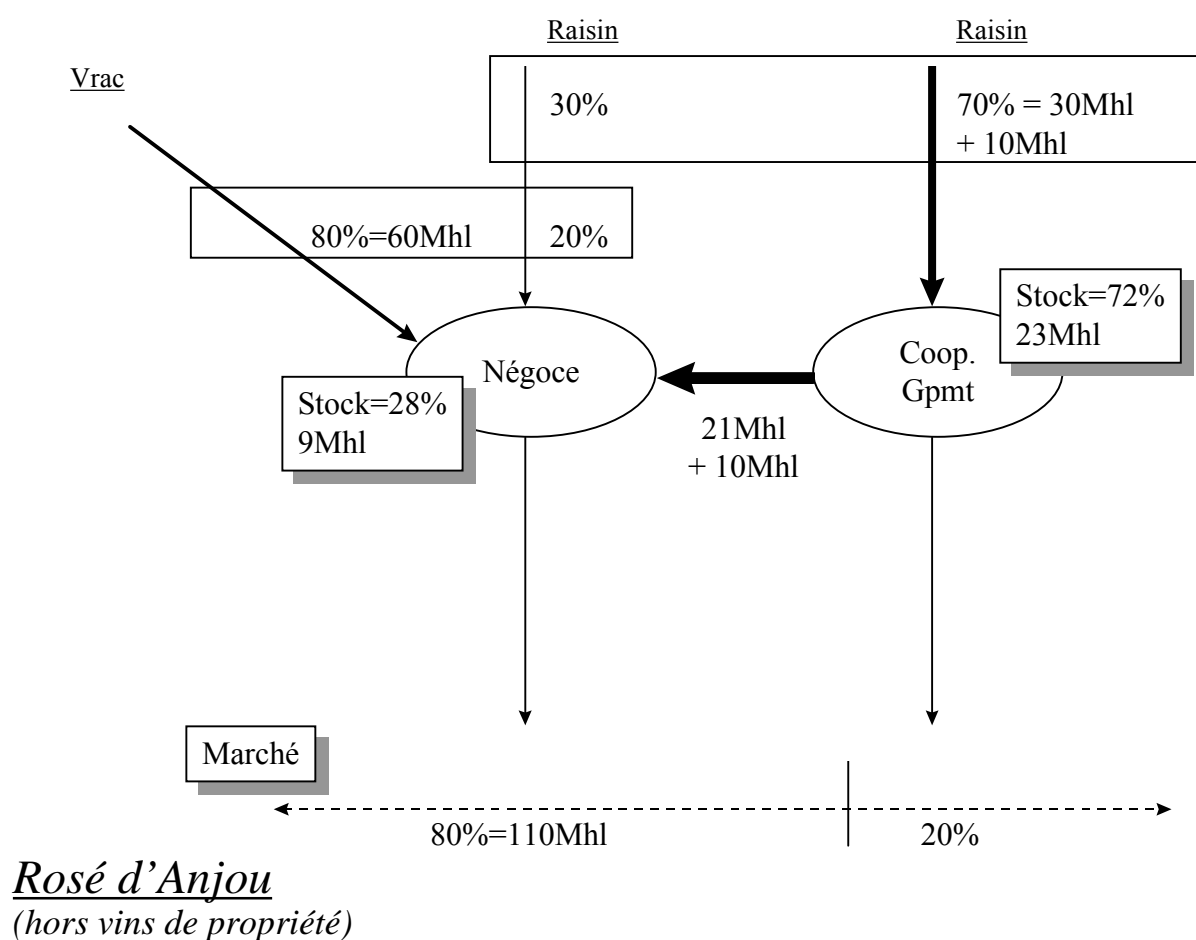 Raisin
Raisin
Vrac
30%
70% = 30Mhl
+ 10Mhl
80%=60Mhl
20%
Stock=72%
23Mhl
Négoce
Coop.
Gpmt
Stock=28%
9Mhl
21Mhl
+ 10Mhl
Marché
80%=110Mhl
20%
Rosé d’Anjou
(hors vins de propriété)